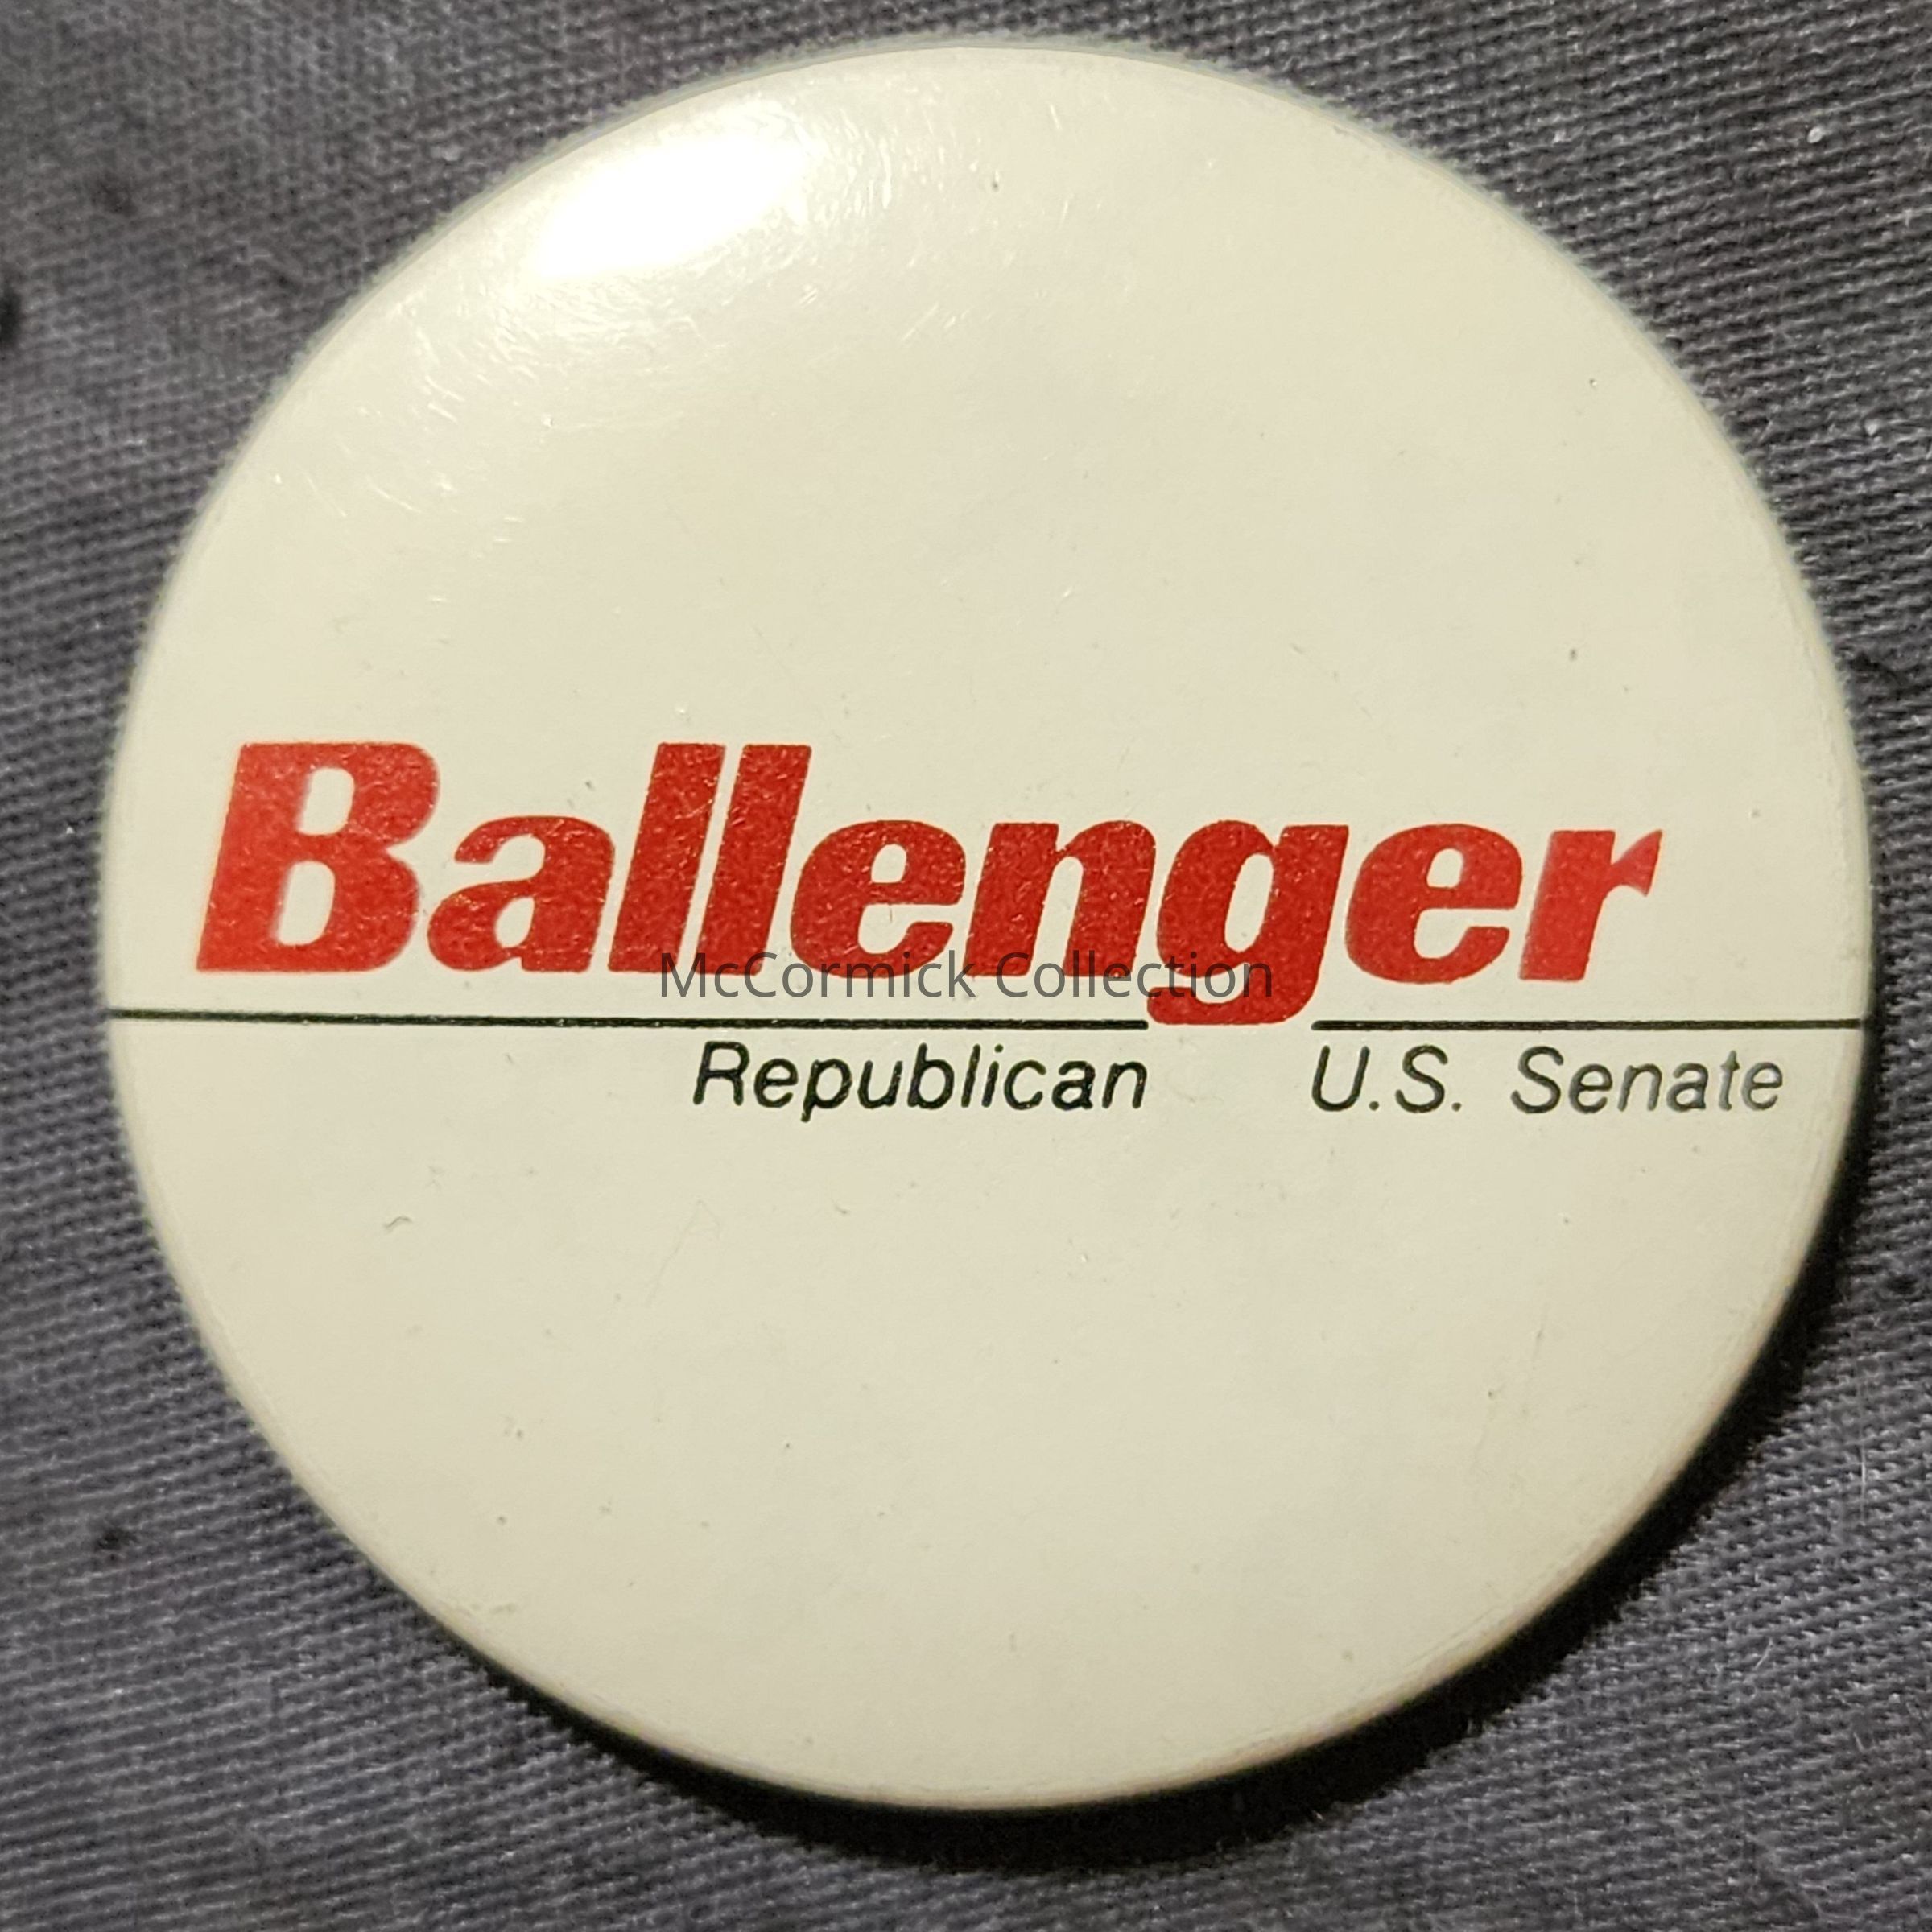 Ballenger
McCormick Collection
Republican U.S. Senate